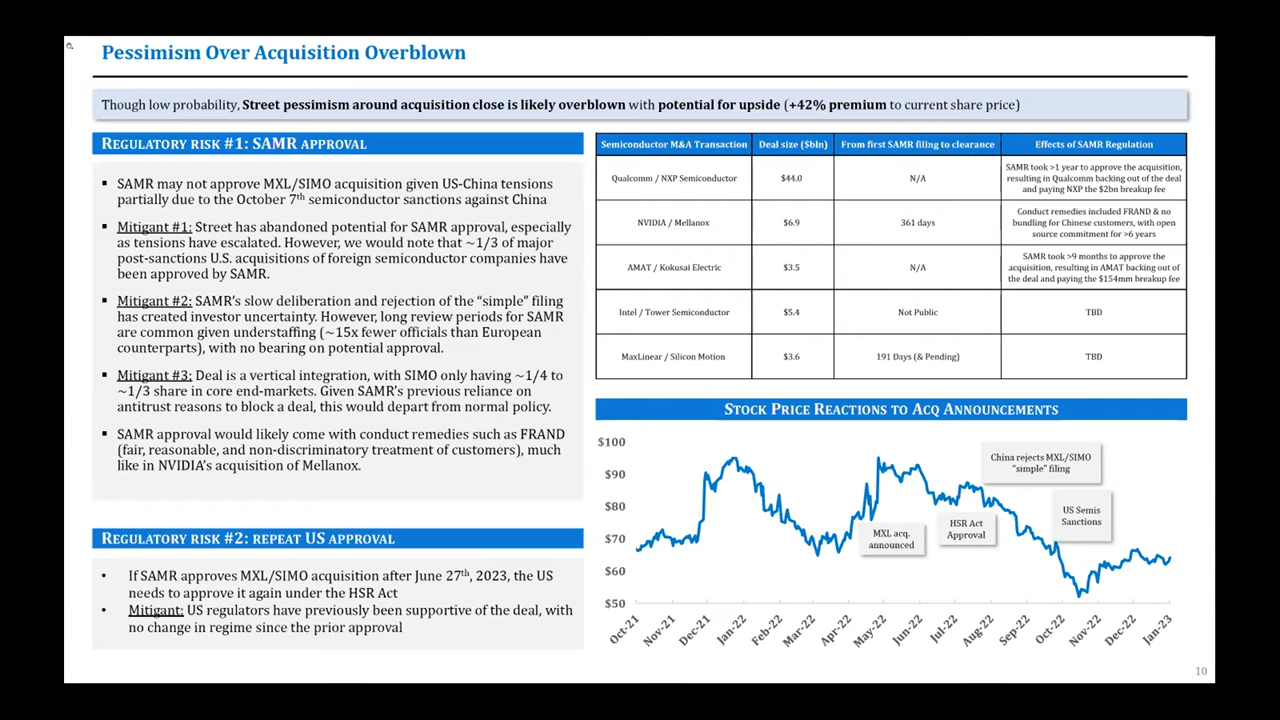 Pessimism Over Acquisition Overblown
Though low probability, Street pessimism around acquisition close is likely overblown with potential for upside (+42% premium to current share price)
REGULATORY RISK #1: SAMR APPROVAL
▪ SAMR may not approve MXL/SIMO acquisition given US-China tensions
partially due to the October 7th semiconductor sanctions against China
▪ Mitigant #1: Street has abandoned potential for SAMR approval, especially
as tensions have escalated. However, we would note that ~1/3 of major
post-sanctions U.S. acquisitions of foreign semiconductor companies have
been approved by SAMR.
▪ Mitigant #2: SAMR's slow deliberation and rejection of the "simple" filing
has created investor uncertainty. However, long review periods for SAMR
are common given understaffing (~15x fewer officials than European
counterparts), with no bearing on potential approval.
▪ Mitigant #3: Deal is a vertical integration, with SIMO only having ~1/4 to
~1/3 share in core end-markets. Given SAMR's previous reliance on
antitrust reasons to block a deal, this would depart from normal policy.
▪ SAMR approval would likely come with conduct remedies such as FRAND
(fair, reasonable, and non-discriminatory treatment of customers), much
like in NVIDIA's acquisition of Mellanox.
REGULATORY RISK #2: REPEAT US APPROVAL
• If SAMR approves MXL/SIMO acquisition after June 27th, 2023, the US
needs to approve it again under the HSR Act
• Mitigant: US regulators have previously been supportive of the deal, with
no change in regime since the prior approval
Semiconductor M&A Transaction Deal size ($bln) From first SAMR filing to clearance Effects of SAMR Regulation
Qualcomm / NXP Semiconductor $44.0 N/A SAMR took >1 year to approve the acquisition,
resulting in Qualcomm backing out of the deal
and paying NXP the $2bn breakup fee
NVIDIA / Mellanox $6.9 361 days Conduct remedies included FRAND & no
bundling for Chinese customers, with open
source commitment for >6 years
AMAT / Kokusai Electric $3.5 N/A SAMR took >9 months to approve the
acquisition, resulting in AMAT backing out of
the deal and paying the $154mm breakup fee
Intel / Tower Semiconductor $5.4 Not Public TBD
MaxLinear / Silicon Motion $3.6 191 Days (& Pending) TBD
STOCK PRICE REACTIONS TO ACQ ANNOUNCEMENTS
$100
$90
$80
$70
$60
$50
China rejects MXL/SIMO
"simple" filing
US Semis
Sanctions
HSR Act
Approval
MXL acq.
announced
Oct-21 Nov-21 Dec-21 Jan-22 Feb-22 Mar-22 Apr-22 May-22 Jun-22 Jul-22 Aug-22 Sep-22 Oct-22 Nov-22 Dec-22 Jan-23
10